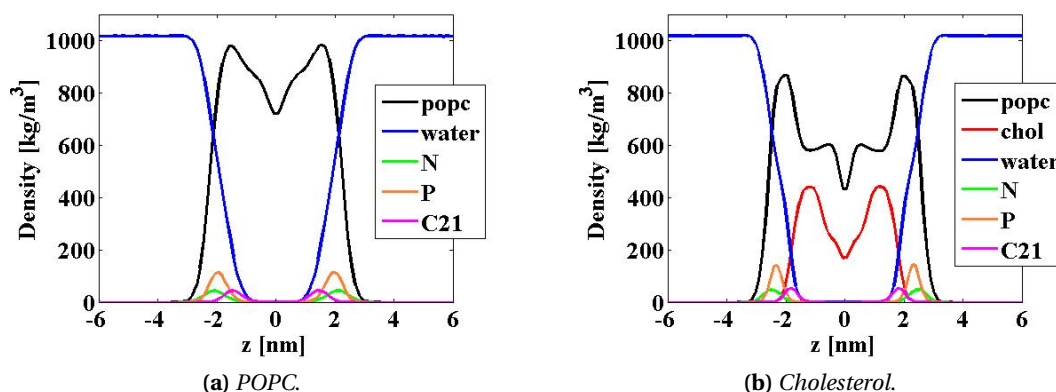 1000
800
600
400
200
0
Density [kg/m³]
-6 -4 -2 0 2 4 6
z [nm]
popc
water
N
P
C21
(a) POPC.
1000
800
600
400
200
0
Density [kg/m³]
-6 -4 -2 0 2 4 6
z [nm]
popc
chol
water
N
P
C21
(b) Cholesterol.